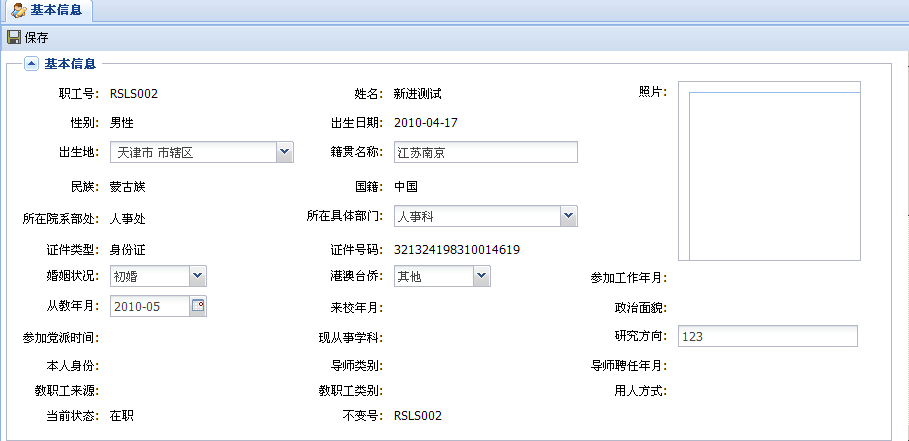 基本信息
保存
基本信息
职工号: RSLS002 姓名: 新进测试 照片:
性别: 男性 出生日期: 2010-04-17
出生地: 天津市 市辖区 籍贯名称: 江苏南京
民族: 蒙古族 国籍: 中国
所在院系部处: 人事处 所在具体部门: 人事科
证件类型: 身份证 证件号码: 321324198310014619
婚姻状况: 初婚 港澳台侨: 其他 参加工作年月:
从教年月: 2010-05 来校年月: 政治面貌:
参加党派时间: 现从事学科: 研究方向: 123
本人身份: 导师类别: 导师聘任年月:
教职工来源: 教职工类别: 用人方式:
当前状态: 在职 不变号: RSLS002